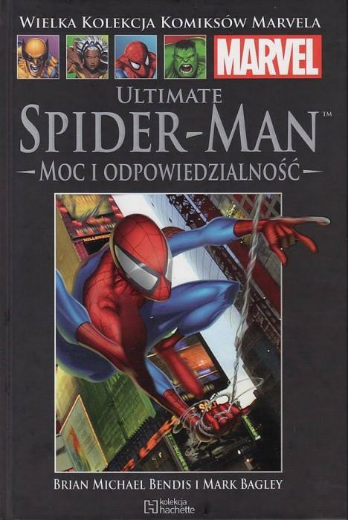 Wielka Kolekcja Komiksów Marvela
MARVEL
Ultimate
Spider-Man™
Moc i odpowiedzialność
Brian Michael Bendis i Mark Bagley
kolekcja
hachette